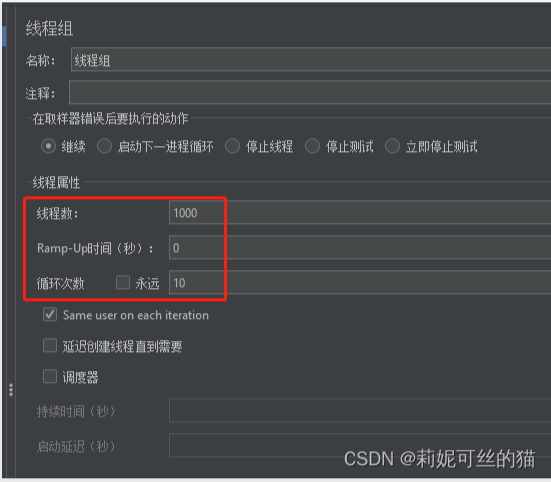 线程组
名称： 线程组
注释：
在取样器错误后要执行的动作
继续 启动下一进程循环 停止线程 停止测试 立即停止测试
线程属性
线程数： 1000
Ramp-Up时间（秒）： 0
循环次数 永远 10
Same user on each iteration
延迟创建线程直到需要
调度器
持续时间（秒）
启动延迟（秒）
CSDN @莉妮可丝的猫